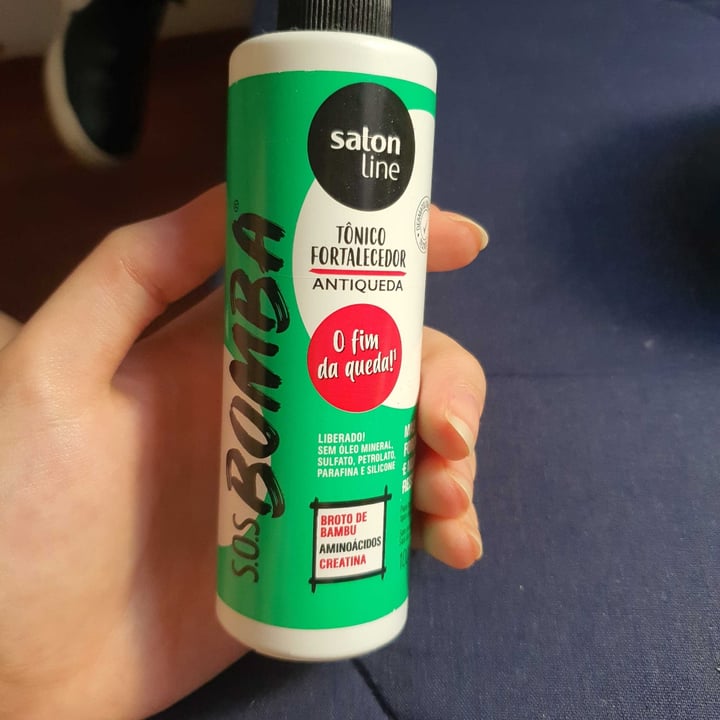 salon
line
TÔNICO
FORTALECEDOR
ANTIQUEDA
O fim
da queda!¹
S.O.S BOMBA®
LIBERADO!
SEM ÓLEO MINERAL,
SULFATO, PETROLATO,
PARAFINA E SILICONE
BROTO DE
BAMBU
AMINOÁCIDOS
CREATINA